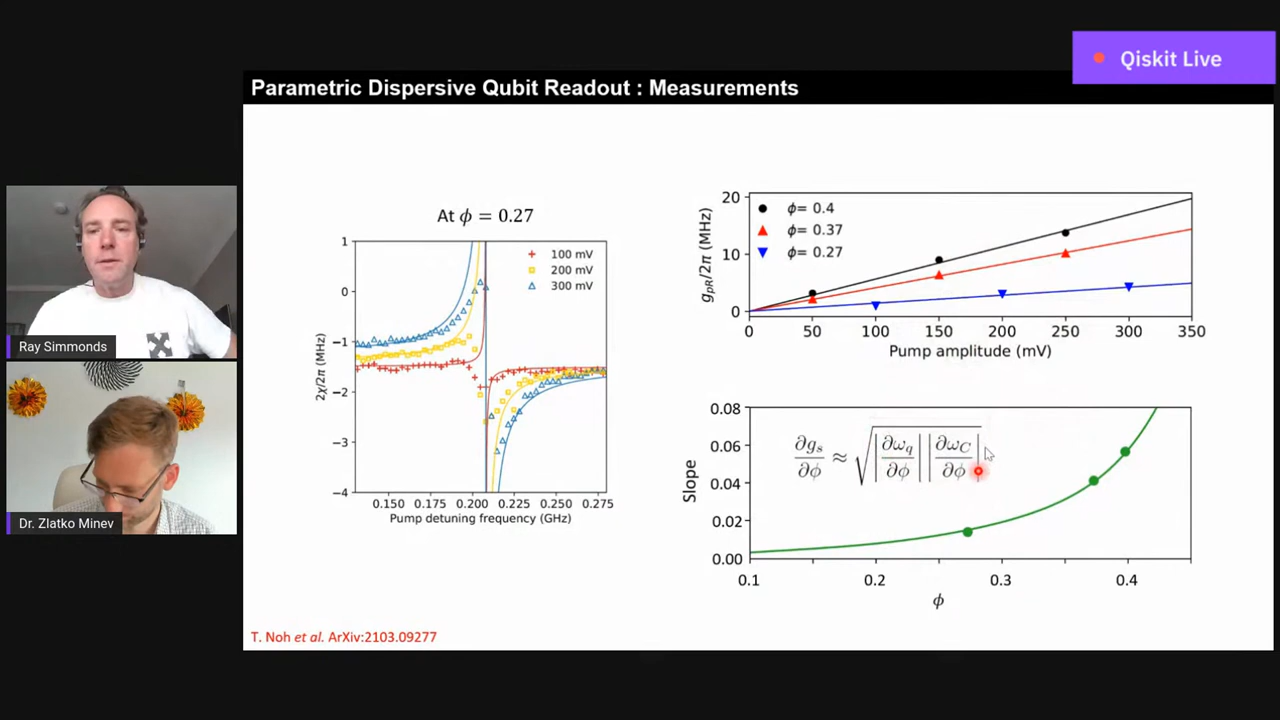 Qiskit Live
Parametric Dispersive Qubit Readout : Measurements
Ray Simmonds
Dr. Zlatko Minev
At ϕ = 0.27
1
0
−1
−2
−3
−4
2χ/2π (MHz)
100 mV
200 mV
300 mV
0.150 0.175 0.200 0.225 0.250 0.275
Pump detuning frequency (GHz)
20
10
0
g_{pR}/2π (MHz)
ϕ= 0.4
ϕ= 0.37
ϕ= 0.27
0 50 100 150 200 250 300 350
Pump amplitude (mV)
0.08
0.06
0.04
0.02
0.00
Slope
∂g_s/∂ϕ ≈ √(|∂ω_q/∂ϕ| |∂ω_C/∂ϕ|)
0.1 0.2 0.3 0.4
ϕ
T. Noh et al. ArXiv:2103.09277